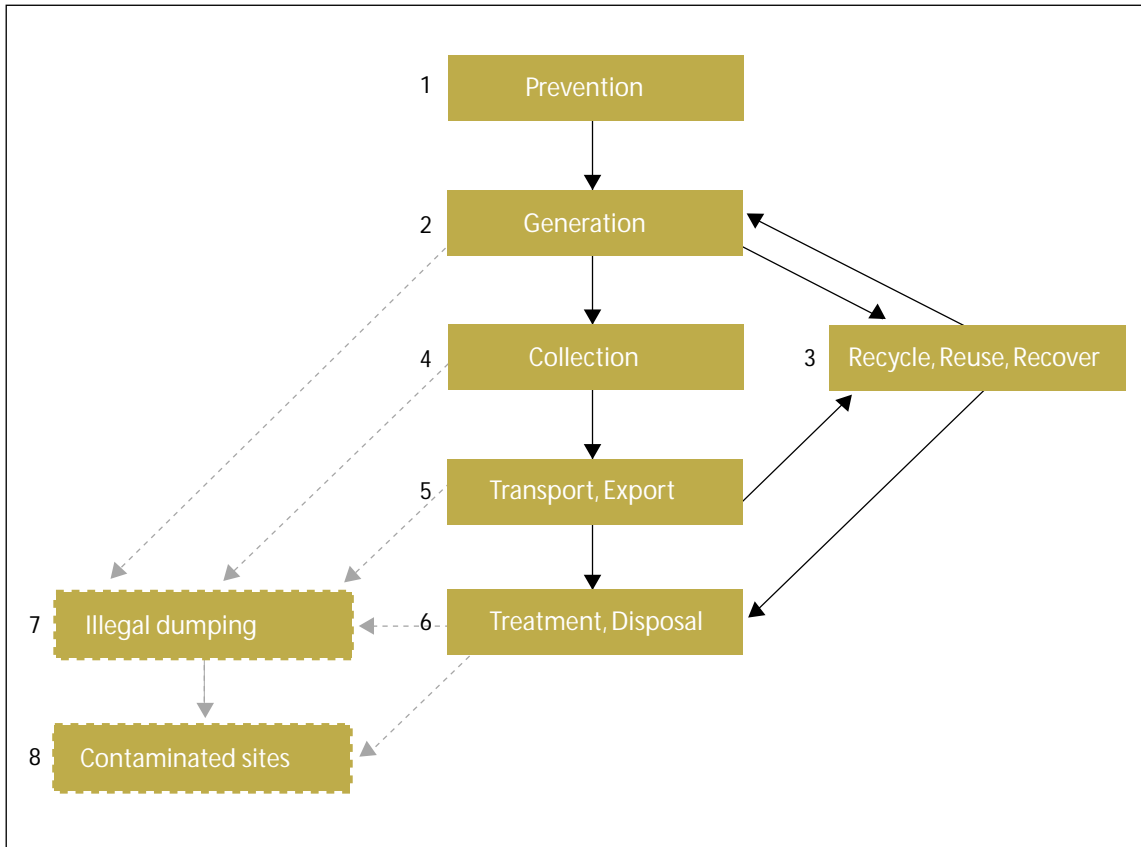 1 Prevention
2 Generation
3 Recycle, Reuse, Recover
4 Collection
5 Transport, Export
6 Treatment, Disposal
7 Illegal dumping
8 Contaminated sites